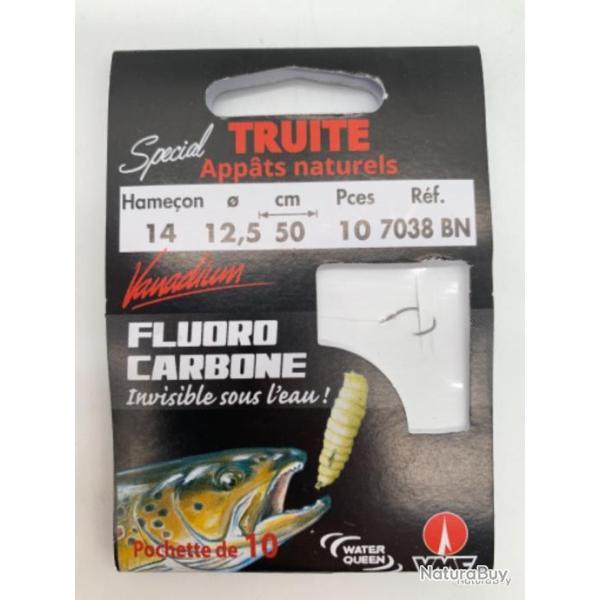 Special TRUITE
Appâts naturels
Hameçon ø cm Pces Réf.
14 12,5 50 10 7038 BN
Vanadium
FLUORO
CARBONE
Invisible sous l'eau !
Pochette de 10
WATER
QUEEN
VMC
NaturaBuy